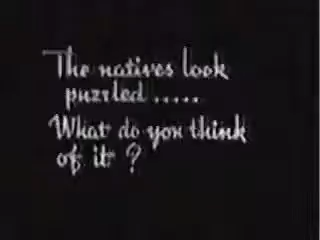 The natives look
puzzled .....
What do you think
of it ?